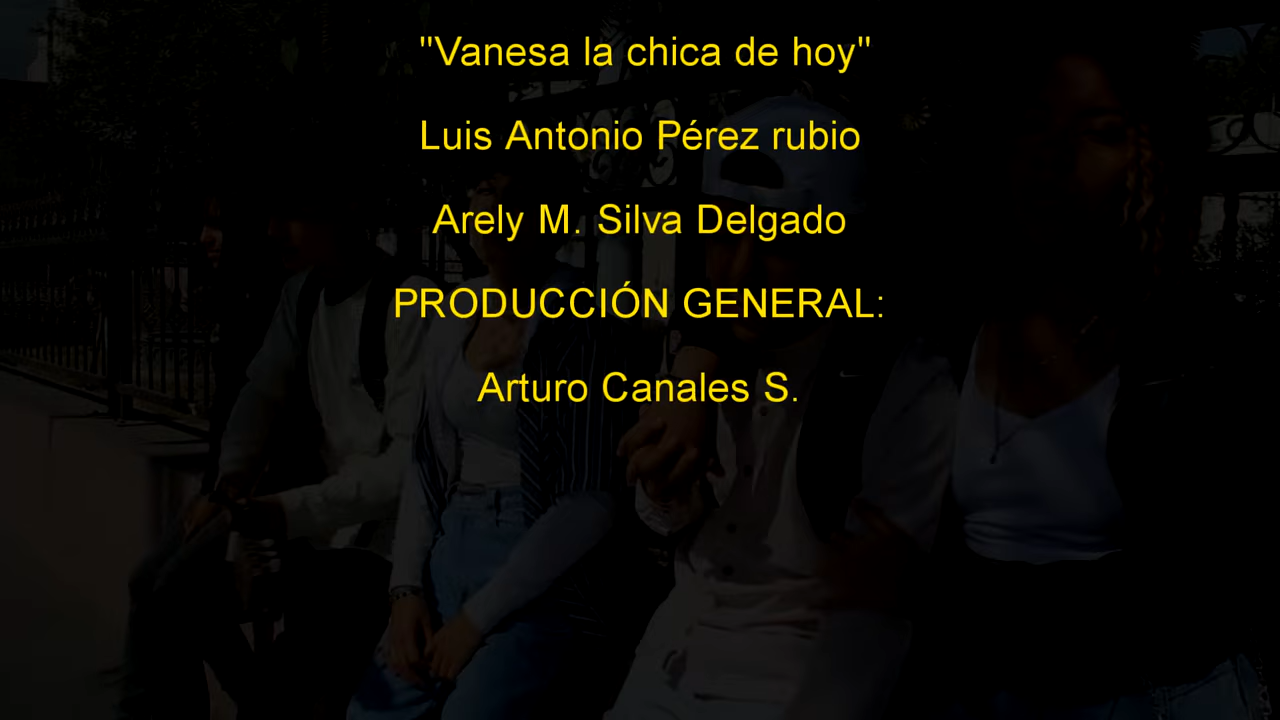 "Vanesa la chica de hoy"
Luis Antonio Pérez rubio
Arely M. Silva Delgado
PRODUCCIÓN GENERAL:
Arturo Canales S.